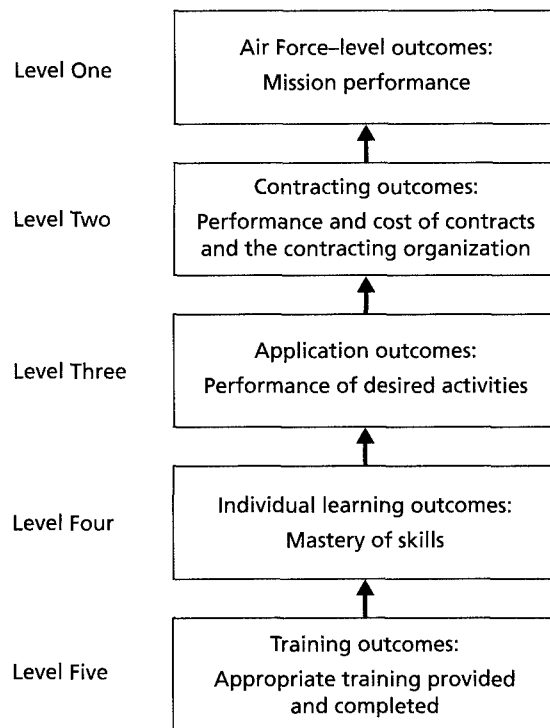 Level One
Air Force–level outcomes:
Mission performance
Level Two
Contracting outcomes:
Performance and cost of contracts
and the contracting organization
Level Three
Application outcomes:
Performance of desired activities
Level Four
Individual learning outcomes:
Mastery of skills
Level Five
Training outcomes:
Appropriate training provided
and completed